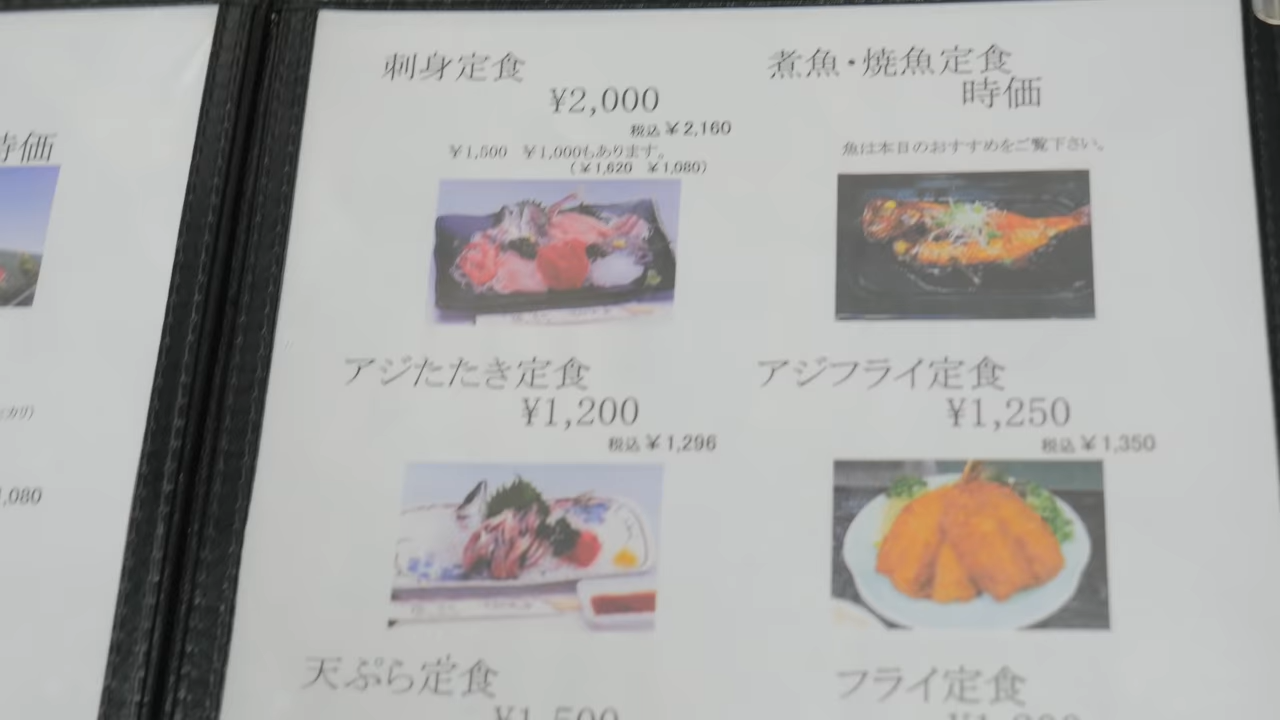 時価
カリ)
,080
刺身定食
¥2,000
税込¥2,160
¥1,500 ¥1,000もあります。
(¥1,620 ¥1,080)
煮魚・焼魚定食
時価
魚は本日のおすすめをご覧下さい。
アジたたき定食
¥1,200
税込¥1,296
アジフライ定食
¥1,250
税込¥1,350
天ぷら定食
¥1,500
フライ定食